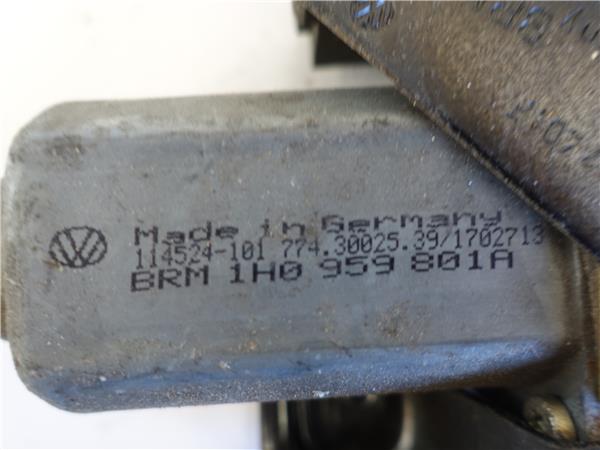 Made in Germany
114524-101 774.30025.39/1702713
BRM 1H0 959 801A